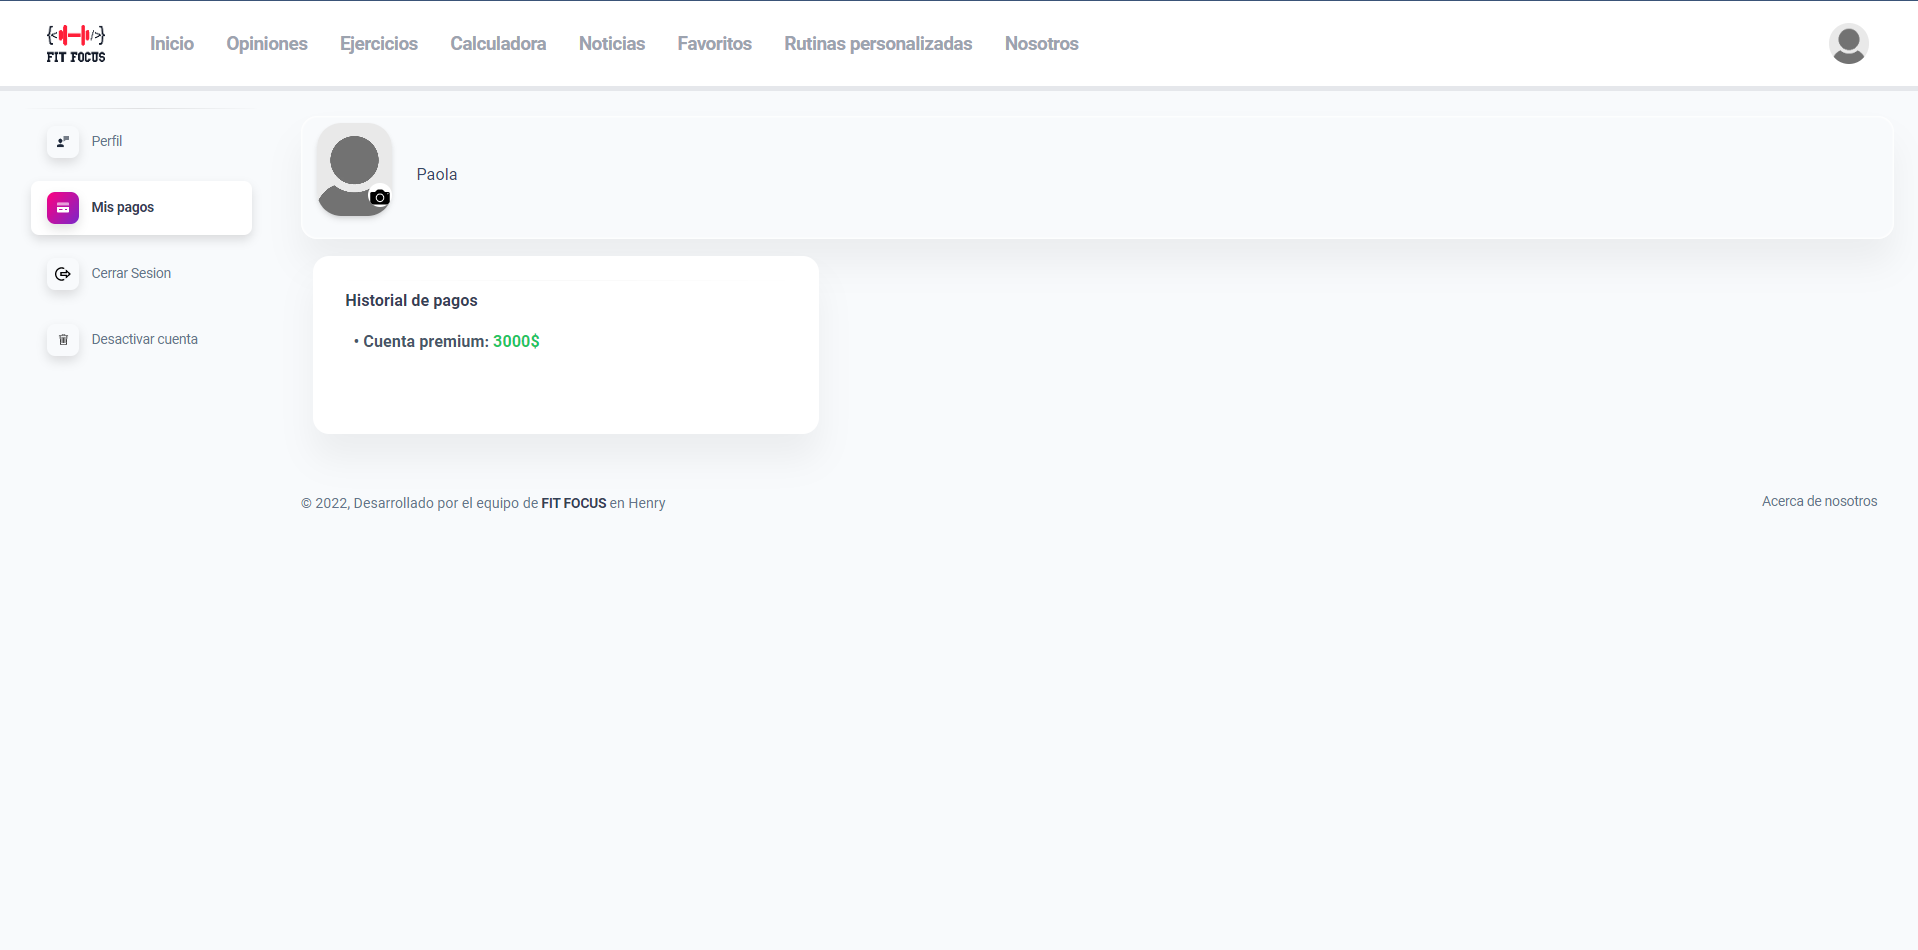 {</>}
FIT FOCUS
Inicio Opiniones Ejercicios Calculadora Noticias Favoritos Rutinas personalizadas Nosotros
Perfil
Mis pagos
Cerrar Sesion
Desactivar cuenta
Paola
Historial de pagos
• Cuenta premium: 3000$
© 2022, Desarrollado por el equipo de FIT FOCUS en Henry
Acerca de nosotros